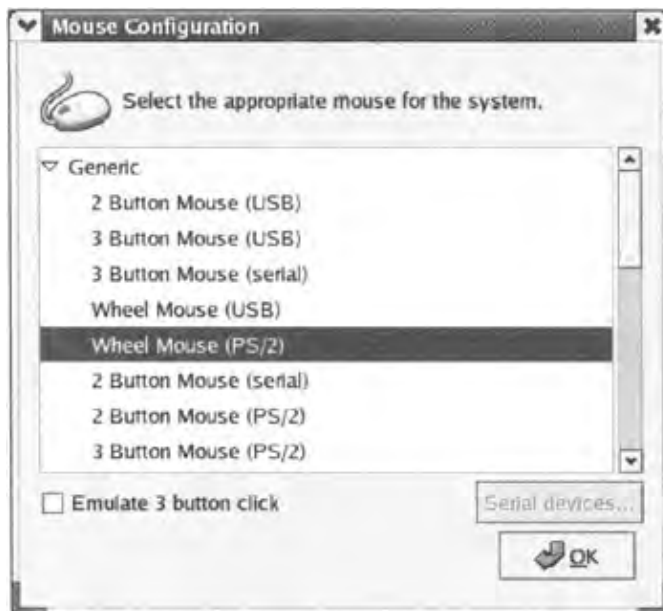 Mouse Configuration
Select the appropriate mouse for the system.
Generic
2 Button Mouse (USB)
3 Button Mouse (USB)
3 Button Mouse (serial)
Wheel Mouse (USB)
Wheel Mouse (PS/2)
2 Button Mouse (serial)
2 Button Mouse (PS/2)
3 Button Mouse (PS/2)
Emulate 3 button click
Serial devices...
OK